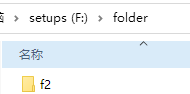 setups (F:) > folder
名称
f2